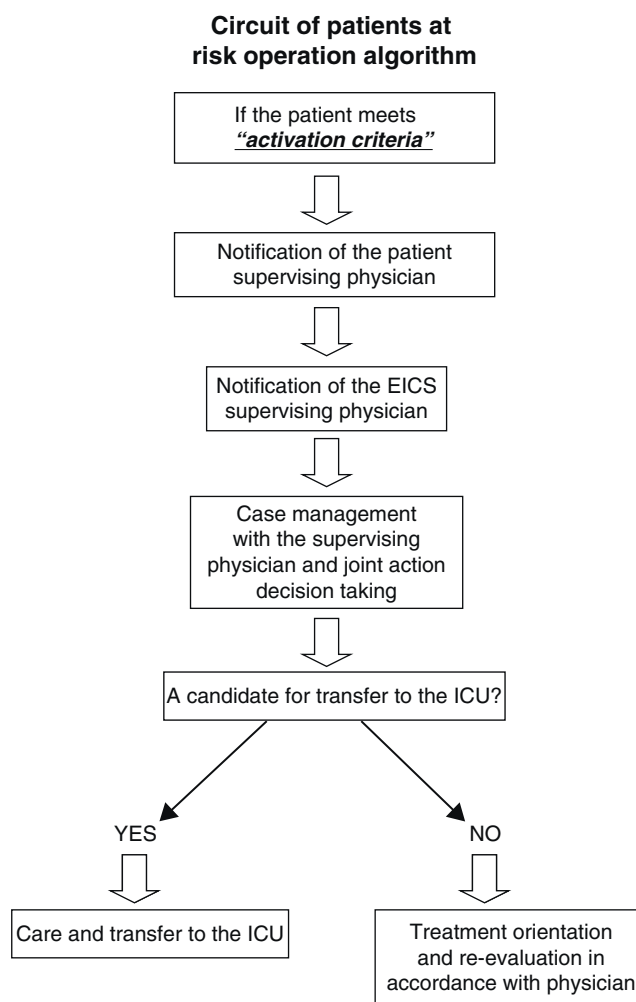 Circuit of patients at
risk operation algorithm
If the patient meets
“activation criteria”
Notification of the patient
supervising physician
Notification of the EICS
supervising physician
Case management
with the supervising
physician and joint action
decision taking
A candidate for transfer to the ICU?
YES
NO
Care and transfer to the ICU
Treatment orientation
and re-evaluation in
accordance with physician